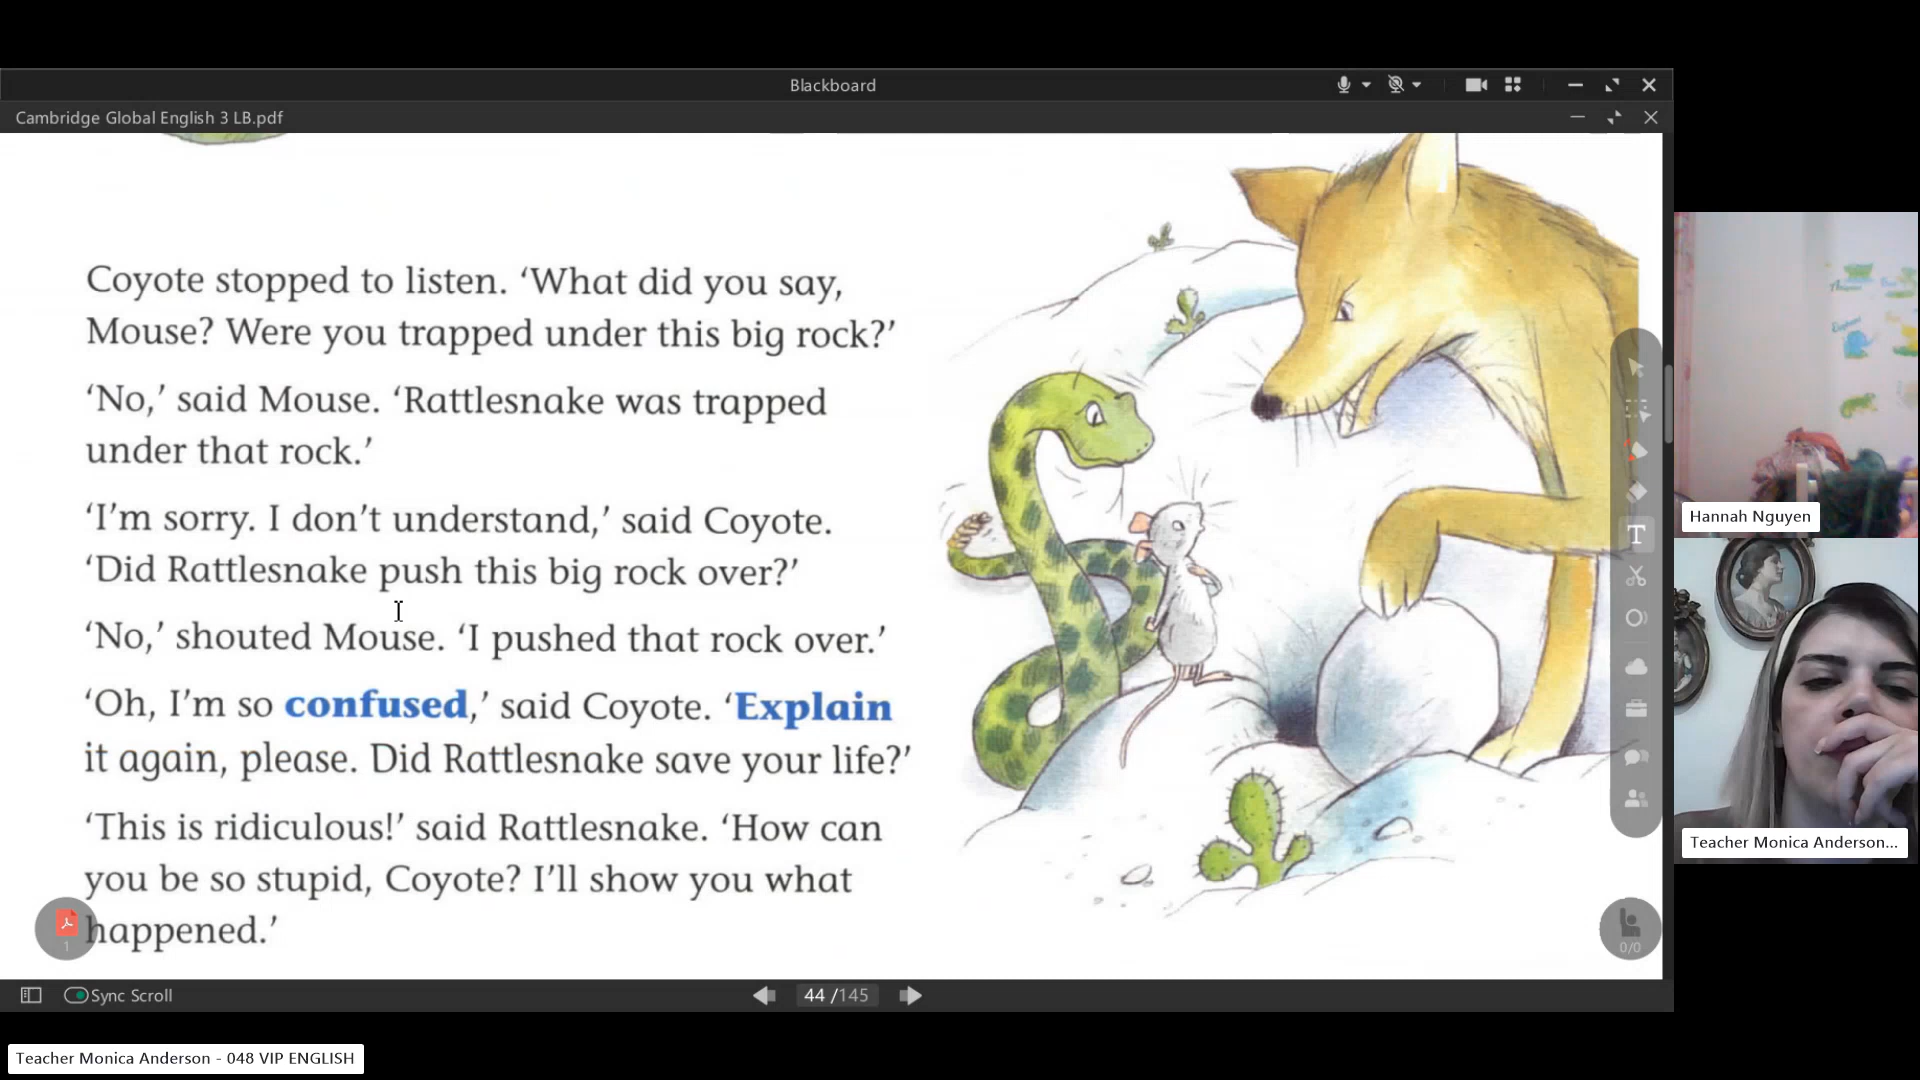 Blackboard
Cambridge Global English 3 LB.pdf
Coyote stopped to listen. ‘What did you say,
Mouse? Were you trapped under this big rock?’
‘No,’ said Mouse. ‘Rattlesnake was trapped
under that rock.’
‘I’m sorry. I don’t understand,’ said Coyote.
‘Did Rattlesnake push this big rock over?’
‘No,’ shouted Mouse. ‘I pushed that rock over.’
‘Oh, I’m so confused,’ said Coyote. ‘Explain
it again, please. Did Rattlesnake save your life?’
‘This is ridiculous!’ said Rattlesnake. ‘How can
you be so stupid, Coyote? I’ll show you what
happened.’
1
T
0/0
Sync Scroll
44 /145
Hannah Nguyen
Teacher Monica Anderson...
Teacher Monica Anderson - 048 VIP ENGLISH